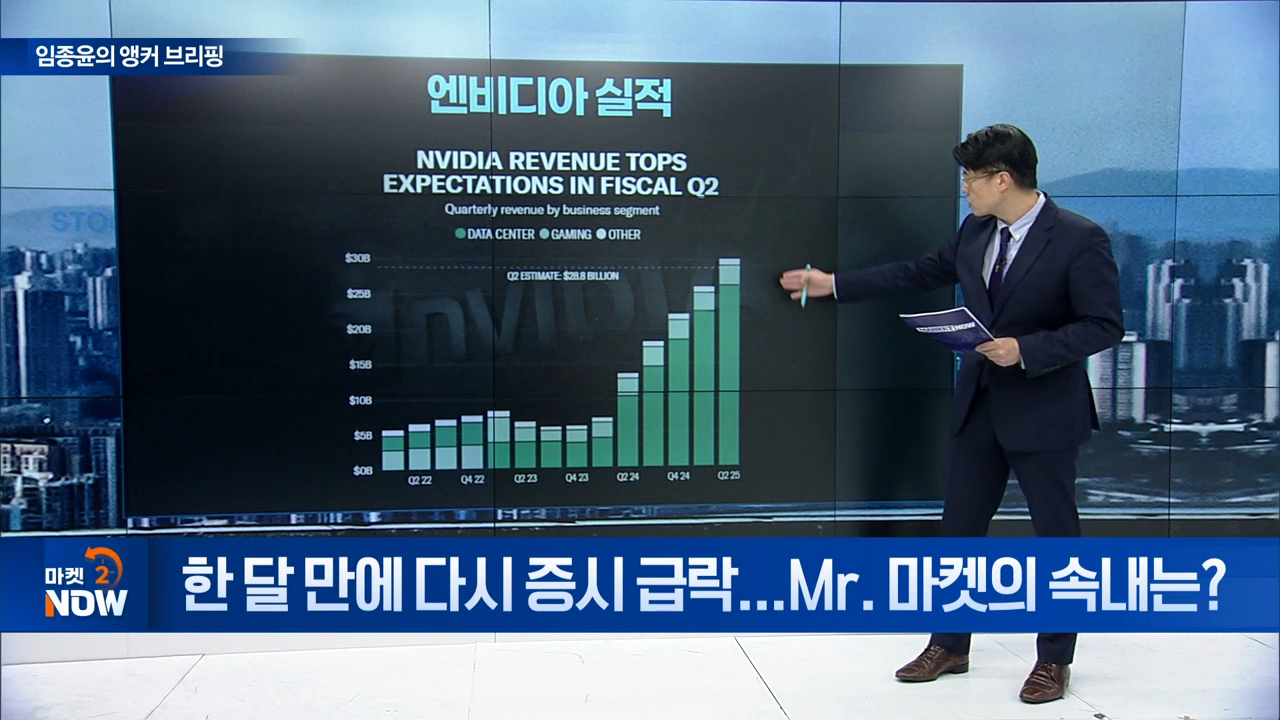 임종윤의 앵커 브리핑
엔비디아 실적
NVIDIA REVENUE TOPS
EXPECTATIONS IN FISCAL Q2
Quarterly revenue by business segment
DATA CENTER GAMING OTHER
$30B
Q2 ESTIMATE: $28.8 BILLION
$25B
$20B
$15B
$10B
$5B
$0B
Q2 22 Q4 22 Q2 23 Q4 23 Q2 24 Q4 24 Q2 25
nVIDIA
STO
NOW
마켓 2
NOW
한 달 만에 다시 증시 급락...Mr. 마켓의 속내는?